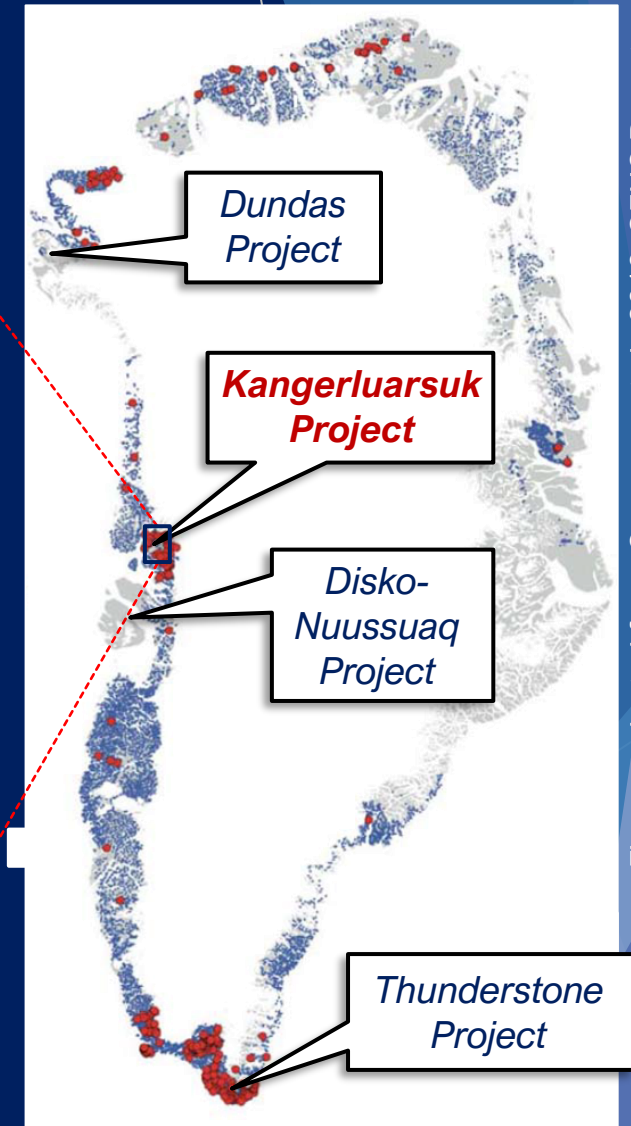 Dundas
Project
Kangerluarsuk
Project
Disko-
Nuussuaq
Project
Thunderstone
Project